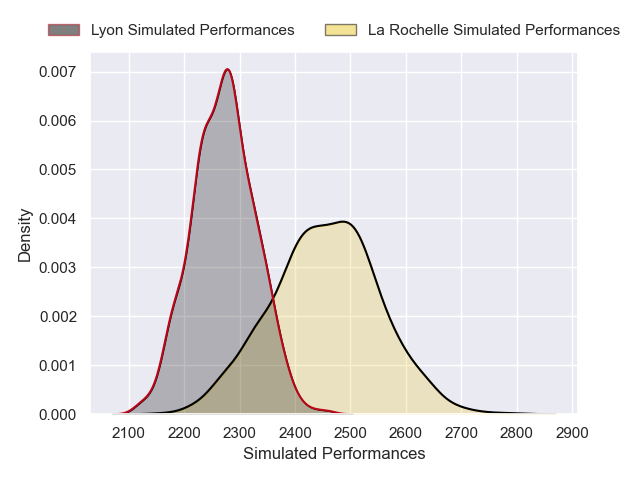 Lyon Simulated Performances La Rochelle Simulated Performances
0.007
0.006
0.005
0.004
0.003
0.002
0.001
0.000
Density
2100 2200 2300 2400 2500 2600 2700 2800 2900
Simulated Performances